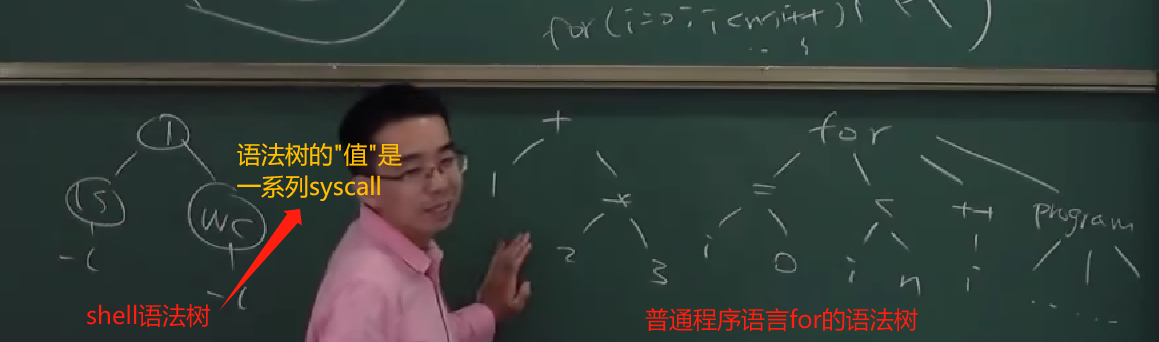 for(i=0;i<n;i++){
|
ls
wc
-l
-l
语法树的"值"是
一系列syscall
shell语法树
+
1
*
2
3
for
=
<
++
program
i
0
i
n
i
......
普通程序语言for的语法树